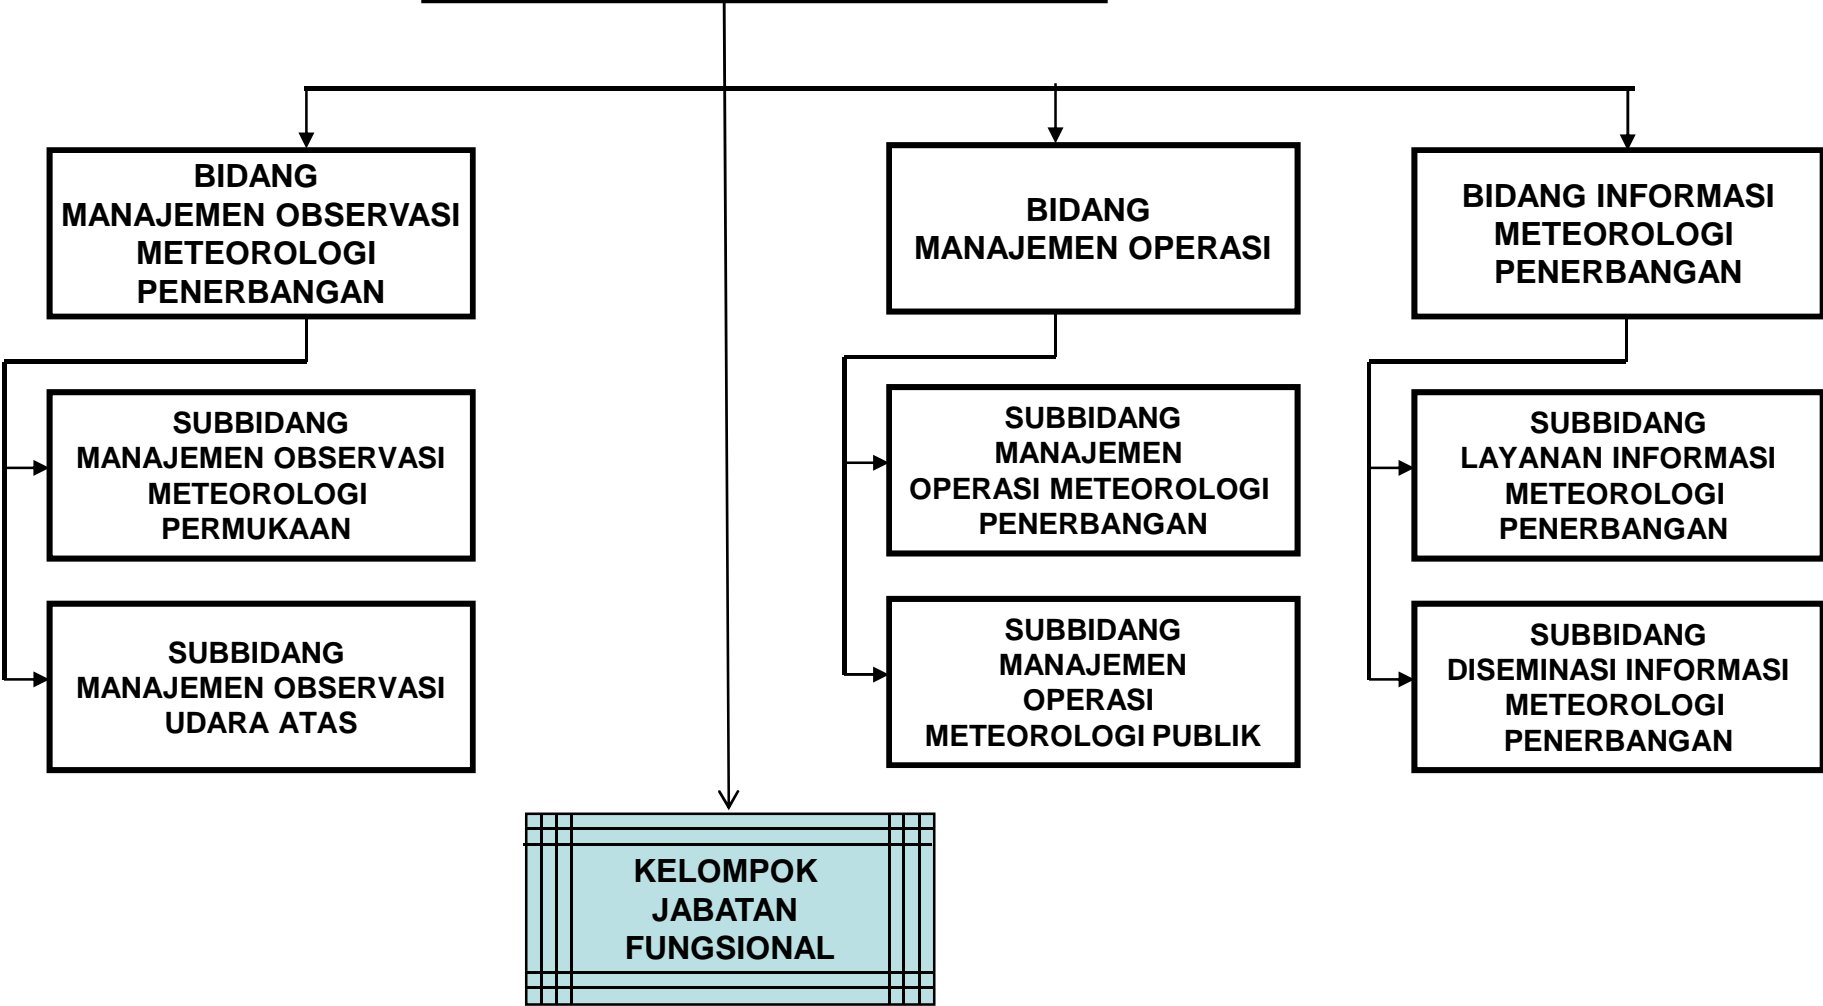 BIDANG
MANAJEMEN OBSERVASI
METEOROLOGI
PENERBANGAN
BIDANG
MANAJEMEN OPERASI
BIDANG INFORMASI
METEOROLOGI
PENERBANGAN
SUBBIDANG
MANAJEMEN OBSERVASI
METEOROLOGI
PERMUKAAN
SUBBIDANG
MANAJEMEN
OPERASI METEOROLOGI
PENERBANGAN
SUBBIDANG
LAYANAN INFORMASI
METEOROLOGI
PENERBANGAN
SUBBIDANG
MANAJEMEN OBSERVASI
UDARA ATAS
SUBBIDANG
MANAJEMEN
OPERASI
METEOROLOGI PUBLIK
SUBBIDANG
DISEMINASI INFORMASI
METEOROLOGI
PENERBANGAN
KELOMPOK
JABATAN
FUNGSIONAL